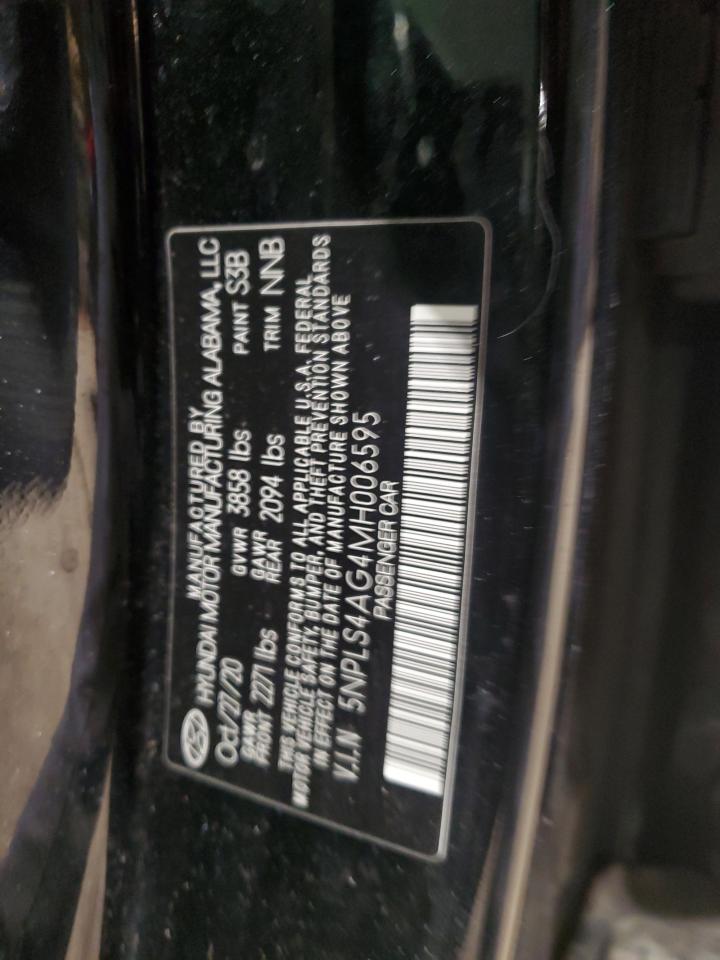 MANUFACTURED BY
HYUNDAI MOTOR MANUFACTURING ALABAMA, LLC
Oct/27/20 GVWR 3858 lbs PAINT S3B
GAWR FRONT 2271 lbs GAWR REAR 2094 lbs TRIM NNB
THIS VEHICLE CONFORMS TO ALL APPLICABLE U.S.A. FEDERAL
MOTOR VEHICLE SAFETY, BUMPER, AND THEFT PREVENTION STANDARDS
IN EFFECT ON THE DATE OF MANUFACTURE SHOWN ABOVE
V.I.N 5NPLS4AG4MH006595
PASSENGER CAR